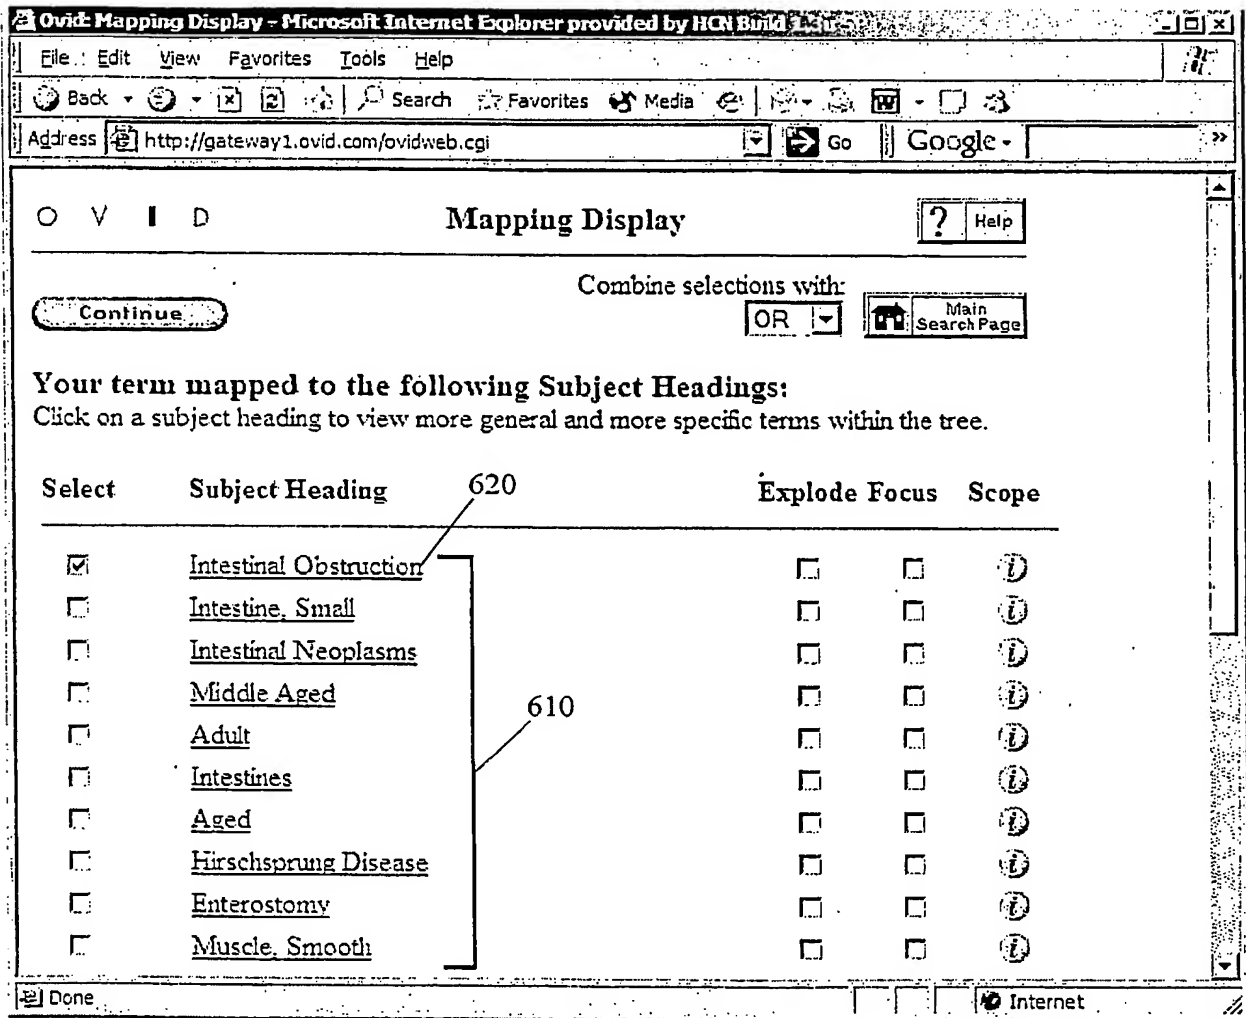 Ovid: Mapping Display - Microsoft Internet Explorer provided by HCN Build
File Edit View Favorites Tools Help
Back Search Favorites Media W
Address http://gateway1.ovid.com/ovidweb.cgi Go Google »
O V I D Mapping Display ? Help
Combine selections with:
Continue OR Main Search Page
Your term mapped to the following Subject Headings:
Click on a subject heading to view more general and more specific terms within the tree.
Select Subject Heading 620 Explode Focus Scope
Intestinal Obstruction i
Intestine, Small i
Intestinal Neoplasms i
Middle Aged i
610
Adult i
Intestines i
Aged i
Hirschsprung Disease i
Enterostomy i
Muscle, Smooth i
Done Internet